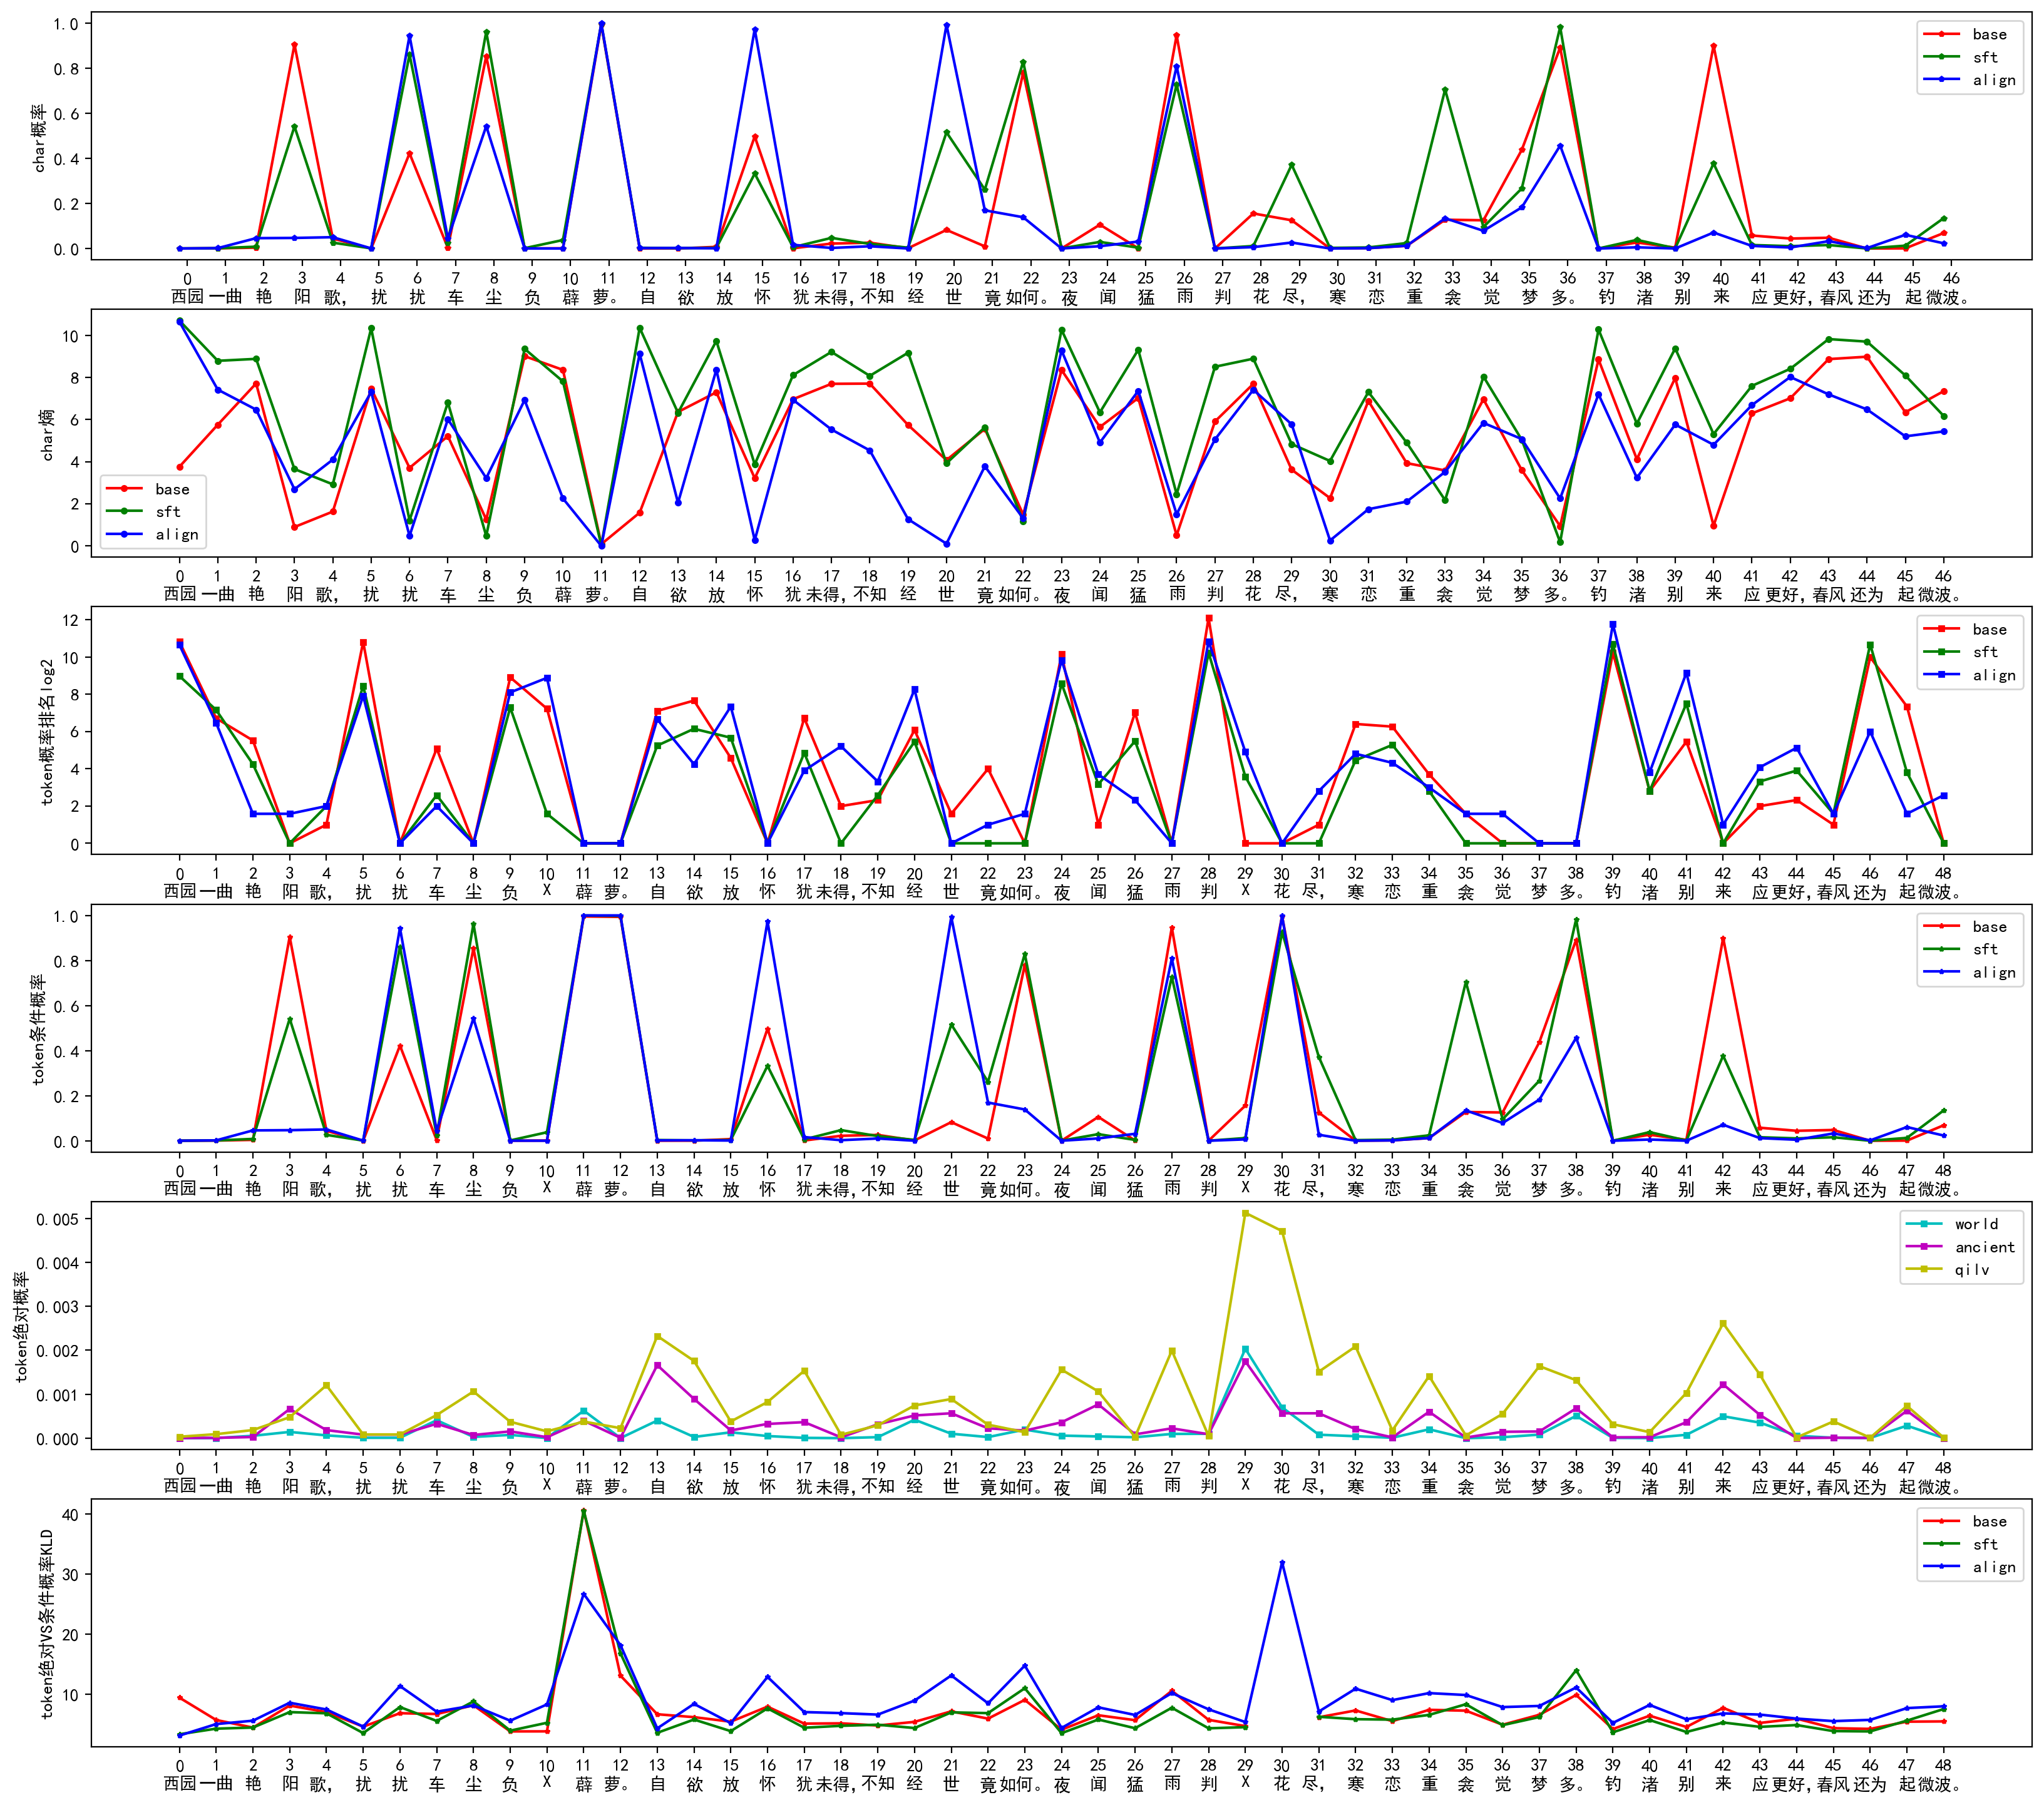 char概率
1.0
0.8
0.6
0.4
0.2
0.0
base
sft
align
0 1 2 3 4 5 6 7 8 9 10 11 12 13 14 15 16 17 18 19 20 21 22 23 24 25 26 27 28 29 30 31 32 33 34 35 36 37 38 39 40 41 42 43 44 45 46
西园 一曲 艳 阳 歌, 扰 扰 车 尘 负 薜 萝。 自 欲 放 怀 犹 未得, 不知 经 世 竟 如何。 夜 闻 猛 雨 判 花 尽, 寒 恋 重 衾 觉 梦 多。 钓 渚 别 来 应 更好, 春风 还为 起 微波。
char熵
10
8
6
4
2
0
base
sft
align
0 1 2 3 4 5 6 7 8 9 10 11 12 13 14 15 16 17 18 19 20 21 22 23 24 25 26 27 28 29 30 31 32 33 34 35 36 37 38 39 40 41 42 43 44 45 46
西园 一曲 艳 阳 歌, 扰 扰 车 尘 负 薜 萝。 自 欲 放 怀 犹 未得, 不知 经 世 竟 如何。 夜 闻 猛 雨 判 花 尽, 寒 恋 重 衾 觉 梦 多。 钓 渚 别 来 应 更好, 春风 还为 起 微波。
token概率排名log2
12
10
8
6
4
2
0
base
sft
align
0 1 2 3 4 5 6 7 8 9 10 11 12 13 14 15 16 17 18 19 20 21 22 23 24 25 26 27 28 29 30 31 32 33 34 35 36 37 38 39 40 41 42 43 44 45 46 47 48
西园 一曲 艳 阳 歌, 扰 扰 车 尘 负 X 薜 萝。 自 欲 放 怀 犹 未得, 不知 经 世 竟 如何。 夜 闻 猛 雨 判 X 花 尽, 寒 恋 重 衾 觉 梦 多。 钓 渚 别 来 应 更好, 春风 还为 起 微波。
token条件概率
1.0
0.8
0.6
0.4
0.2
0.0
base
sft
align
0 1 2 3 4 5 6 7 8 9 10 11 12 13 14 15 16 17 18 19 20 21 22 23 24 25 26 27 28 29 30 31 32 33 34 35 36 37 38 39 40 41 42 43 44 45 46 47 48
西园 一曲 艳 阳 歌, 扰 扰 车 尘 负 X 薜 萝。 自 欲 放 怀 犹 未得, 不知 经 世 竟 如何。 夜 闻 猛 雨 判 X 花 尽, 寒 恋 重 衾 觉 梦 多。 钓 渚 别 来 应 更好, 春风 还为 起 微波。
token绝对概率
0.005
0.004
0.003
0.002
0.001
0.000
world
ancient
qilv
0 1 2 3 4 5 6 7 8 9 10 11 12 13 14 15 16 17 18 19 20 21 22 23 24 25 26 27 28 29 30 31 32 33 34 35 36 37 38 39 40 41 42 43 44 45 46 47 48
西园 一曲 艳 阳 歌, 扰 扰 车 尘 负 X 薜 萝。 自 欲 放 怀 犹 未得, 不知 经 世 竟 如何。 夜 闻 猛 雨 判 X 花 尽, 寒 恋 重 衾 觉 梦 多。 钓 渚 别 来 应 更好, 春风 还为 起 微波。
token绝对VS条件概率KLD
40
30
20
10
base
sft
align
0 1 2 3 4 5 6 7 8 9 10 11 12 13 14 15 16 17 18 19 20 21 22 23 24 25 26 27 28 29 30 31 32 33 34 35 36 37 38 39 40 41 42 43 44 45 46 47 48
西园 一曲 艳 阳 歌, 扰 扰 车 尘 负 X 薜 萝。 自 欲 放 怀 犹 未得, 不知 经 世 竟 如何。 夜 闻 猛 雨 判 X 花 尽, 寒 恋 重 衾 觉 梦 多。 钓 渚 别 来 应 更好, 春风 还为 起 微波。